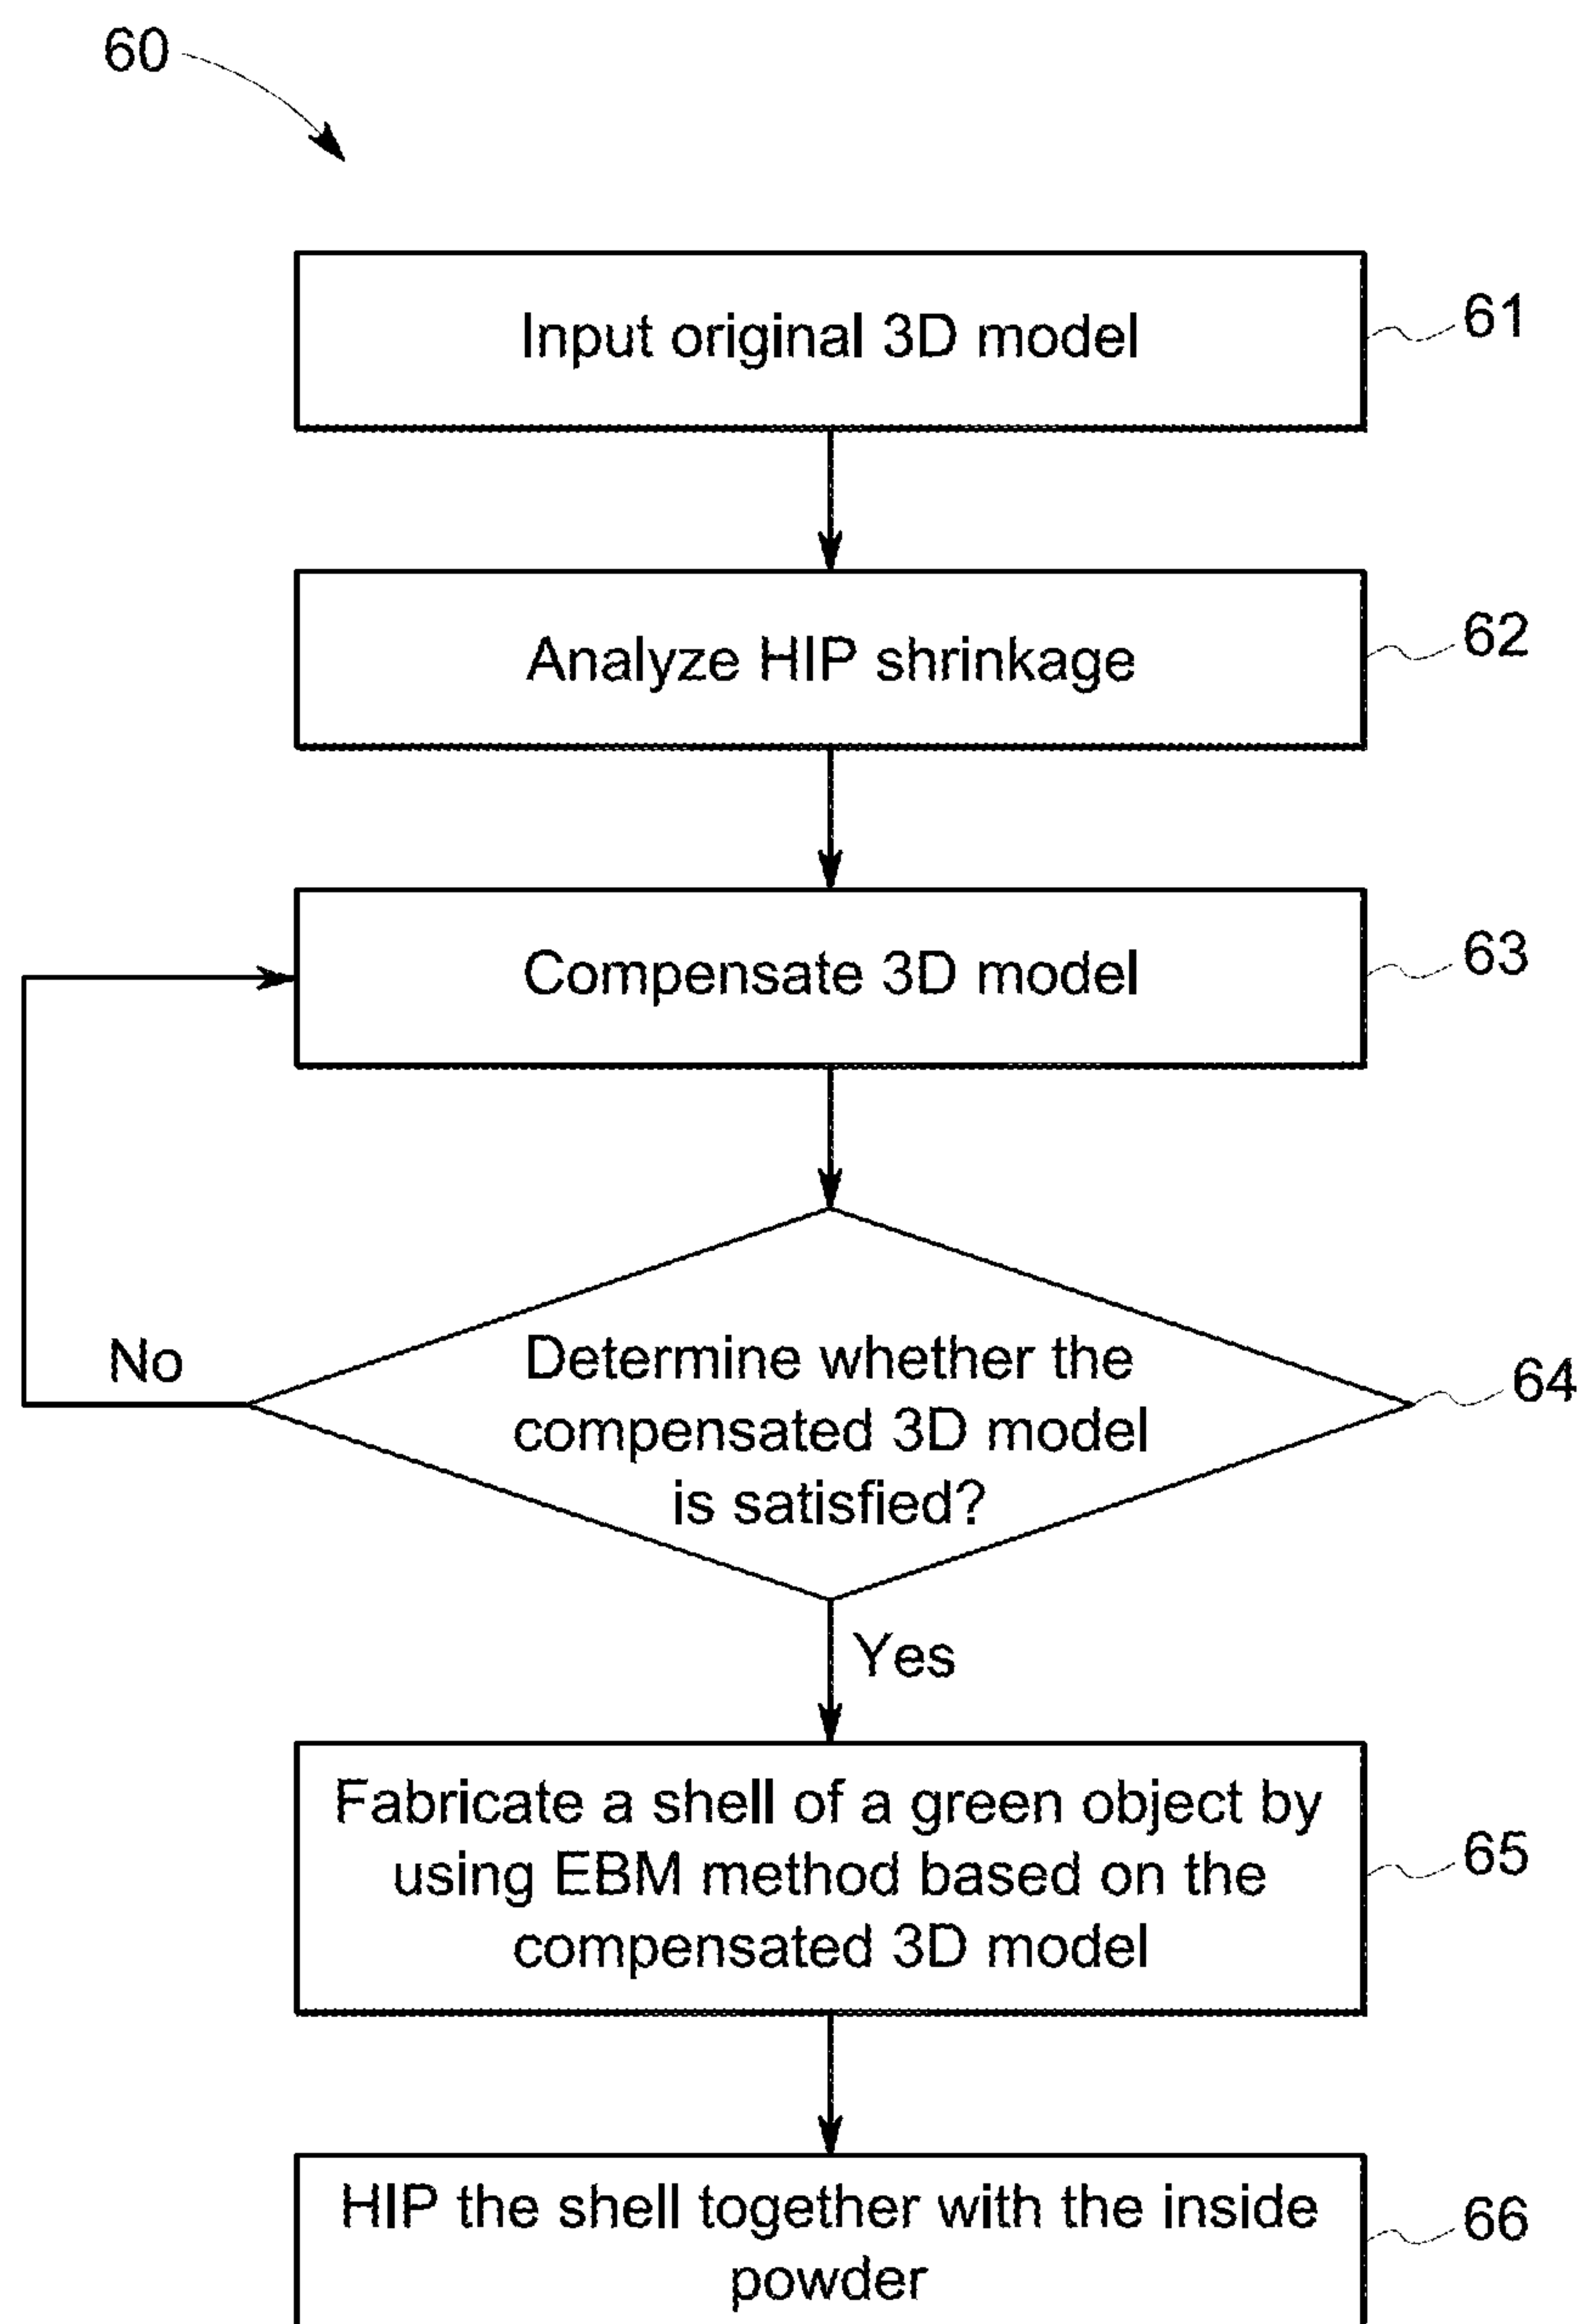 60
Input original 3D model
61
Analyze HIP shrinkage
62
Compensate 3D model
63
No
Determine whether the
compensated 3D model
is satisfied?
64
Yes
Fabricate a shell of a green object by
using EBM method based on the
compensated 3D model
65
HIP the shell together with the inside
powder
66